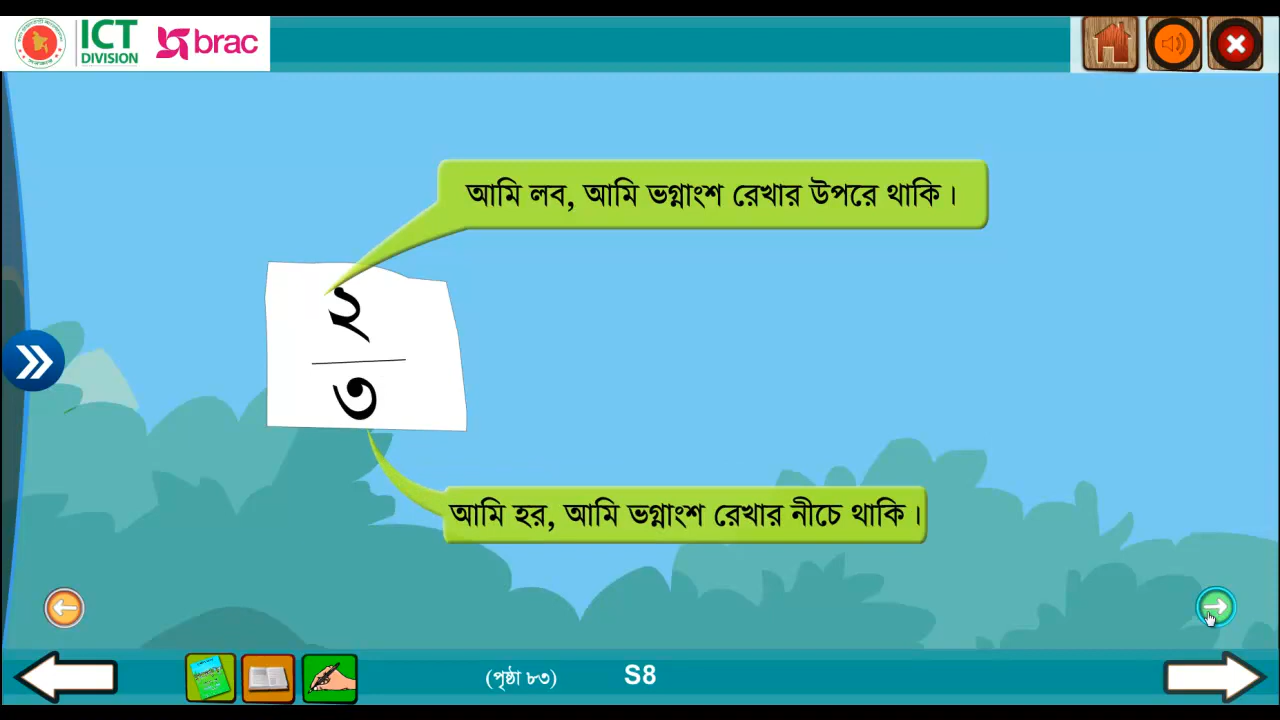 ICT
DIVISION
brac
আমি লব, আমি ভগ্নাংশ রেখার উপরে থাকি।
২
৩
আমি হর, আমি ভগ্নাংশ রেখার নীচে থাকি।
(পৃষ্ঠা ৮৩)
S8